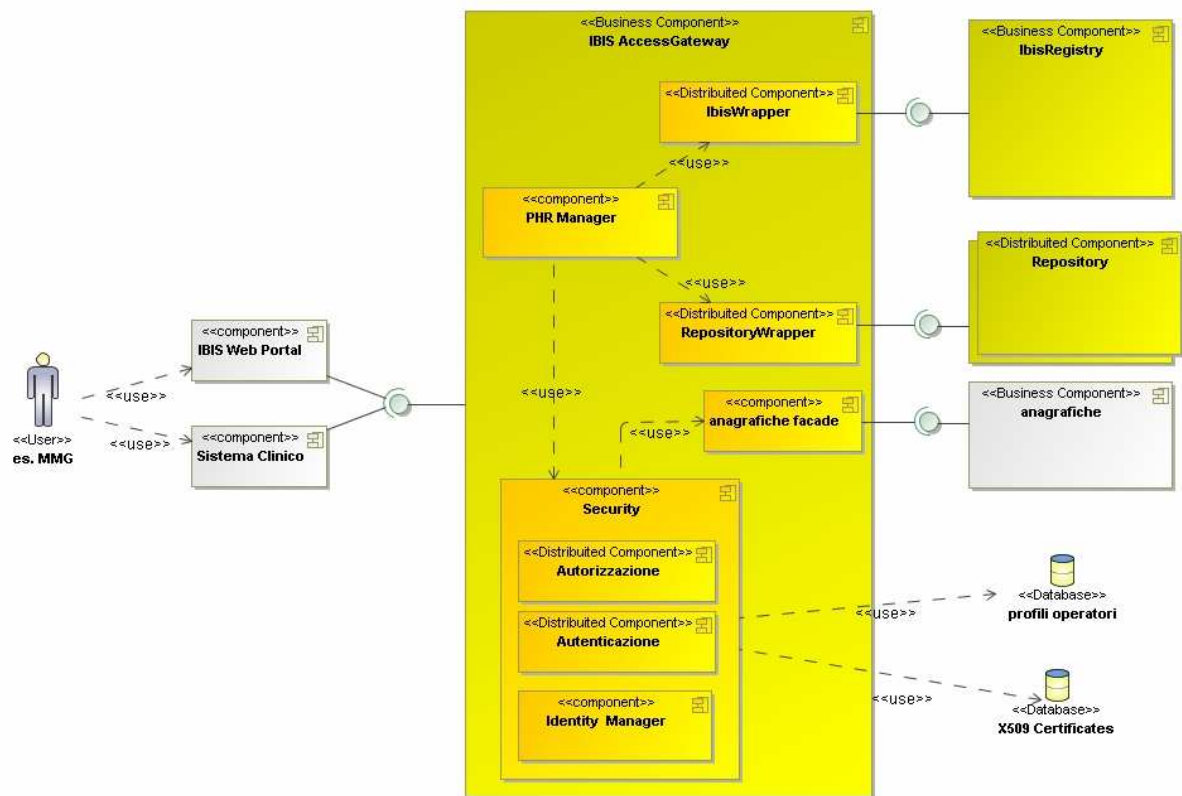 <<Business Component>>
IBIS AccessGateway
<<Business Component>>
IbisRegistry
<<Distribuited Component>>
IbisWrapper
<<use>>
<<component>>
PHR Manager
<<use>>
<<Distribuited Component>>
Repository
<<Distribuited Component>>
RepositoryWrapper
<<component>>
IBIS Web Portal
<<use>>
<<use>>
<<User>>
es. MMG
<<component>>
Sistema Clinico
<<use>>
<<use>>
<<component>>
anagrafiche facade
<<Business Component>>
anagrafiche
<<component>>
Security
<<Distribuited Component>>
Autorizzazione
<<Distribuited Component>>
Autenticazione
<<component>>
Identity Manager
<<use>>
<<Database>>
profili operatori
<<use>>
<<Database>>
X509 Certificates